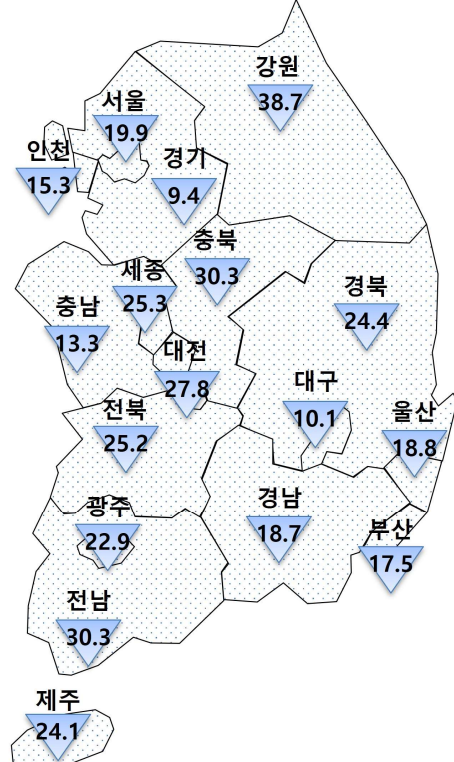 강원
38.7
서울
19.9
인천
15.3
경기
9.4
충북
30.3
세종
25.3
충남
13.3
경북
24.4
대전
27.8
대구
10.1
전북
25.2
울산
18.8
광주
22.9
경남
18.7
부산
17.5
전남
30.3
제주
24.1